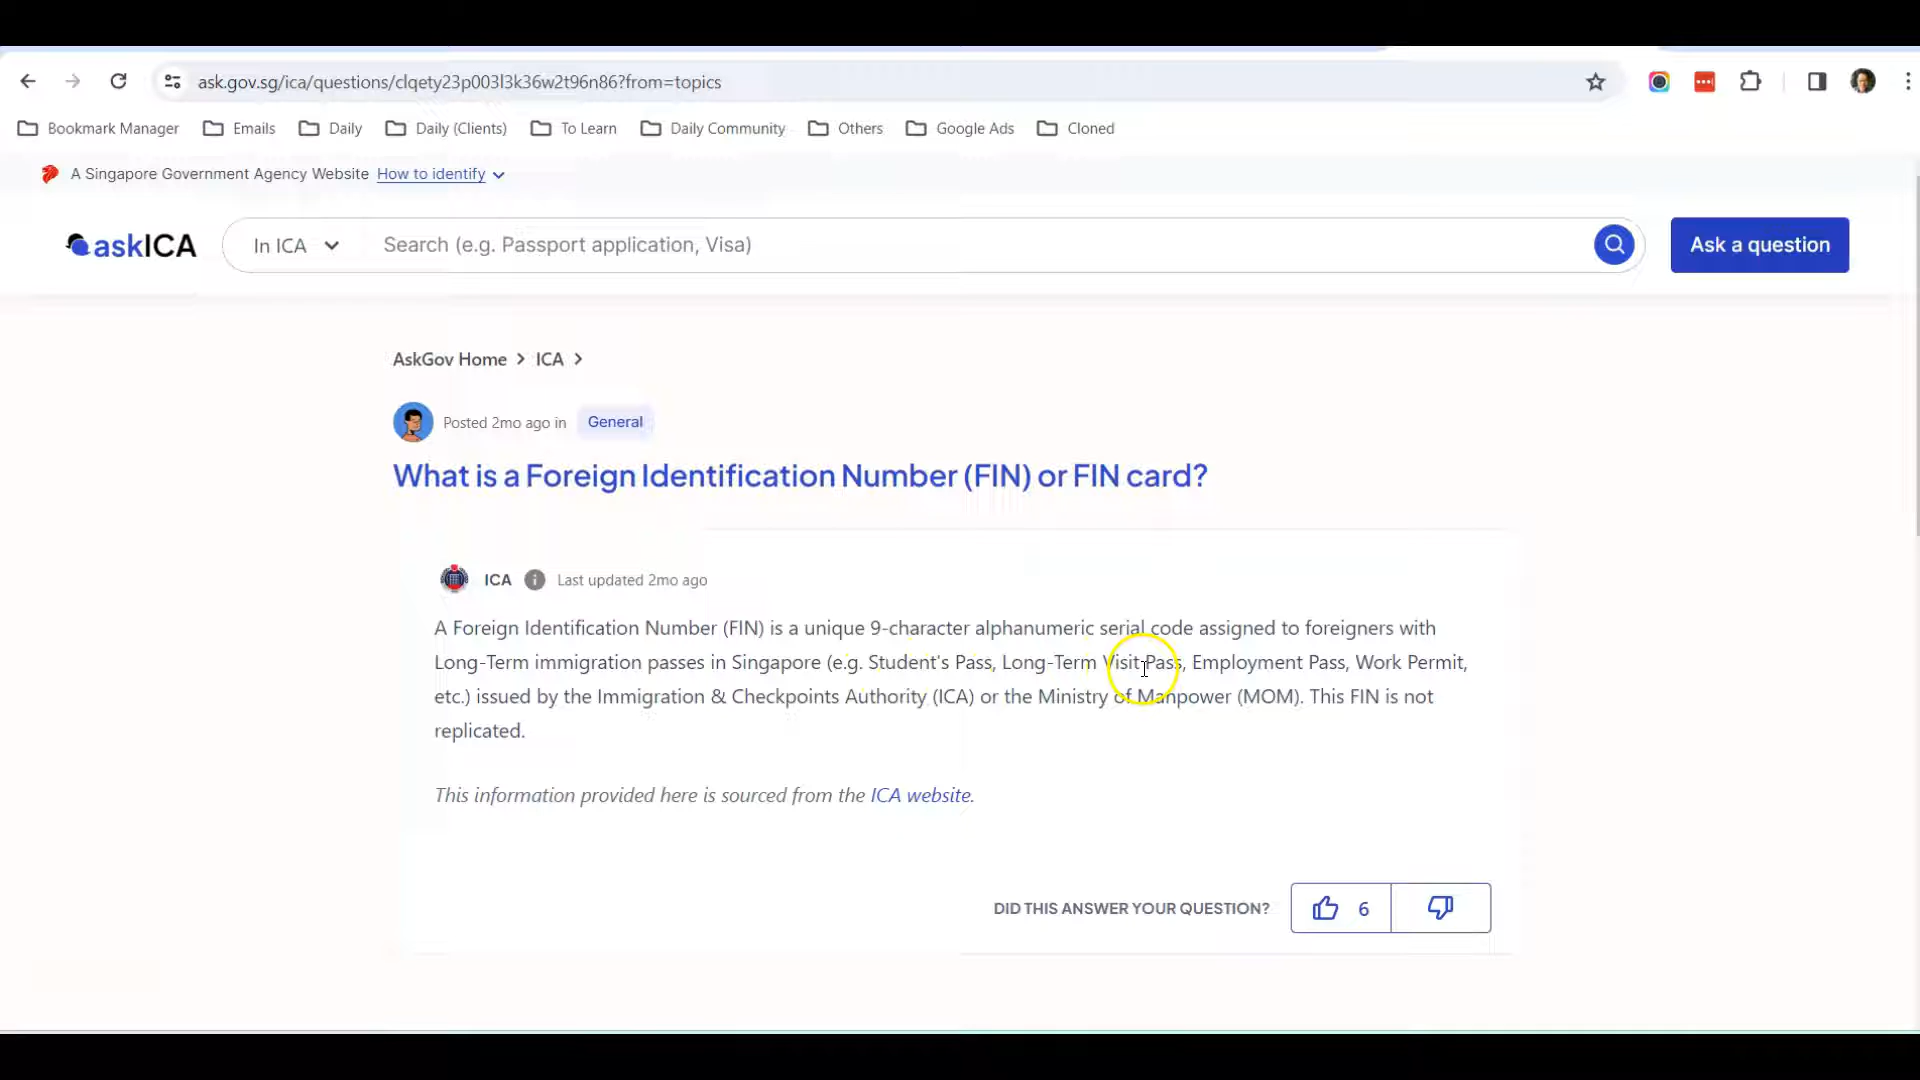 ask.gov.sg/ica/questions/clqety23p003l3k36w2t96n86?from=topics
Bookmark Manager Emails Daily Daily (Clients) To Learn Daily Community Others Google Ads Cloned
A Singapore Government Agency Website How to identify
askICA In ICA Search (e.g. Passport application, Visa) Ask a question
AskGov Home > ICA >
Posted 2mo ago in General
What is a Foreign Identification Number (FIN) or FIN card?
ICA Last updated 2mo ago
A Foreign Identification Number (FIN) is a unique 9-character alphanumeric serial code assigned to foreigners with
Long-Term immigration passes in Singapore (e.g. Student's Pass, Long-Term Visit Pass, Employment Pass, Work Permit,
etc.) issued by the Immigration & Checkpoints Authority (ICA) or the Ministry of Manpower (MOM). This FIN is not
replicated.
This information provided here is sourced from the ICA website.
DID THIS ANSWER YOUR QUESTION? 6